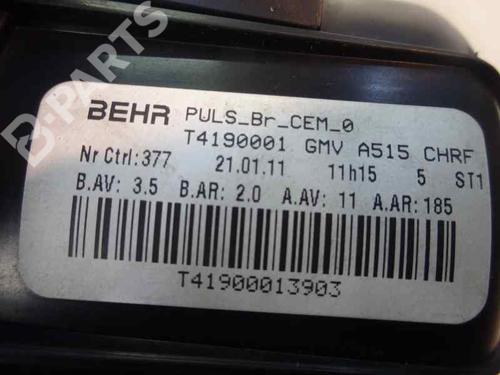 B-PARTS
BEHR PULS_Br_CEM_0
T4190001 GMV A515 CHRF
Nr Ctrl:377 21.01.11 11h15 5 ST1
B.AV: 3.5 B.AR: 2.0 A.AV: 11 A.AR: 185
T41900013903